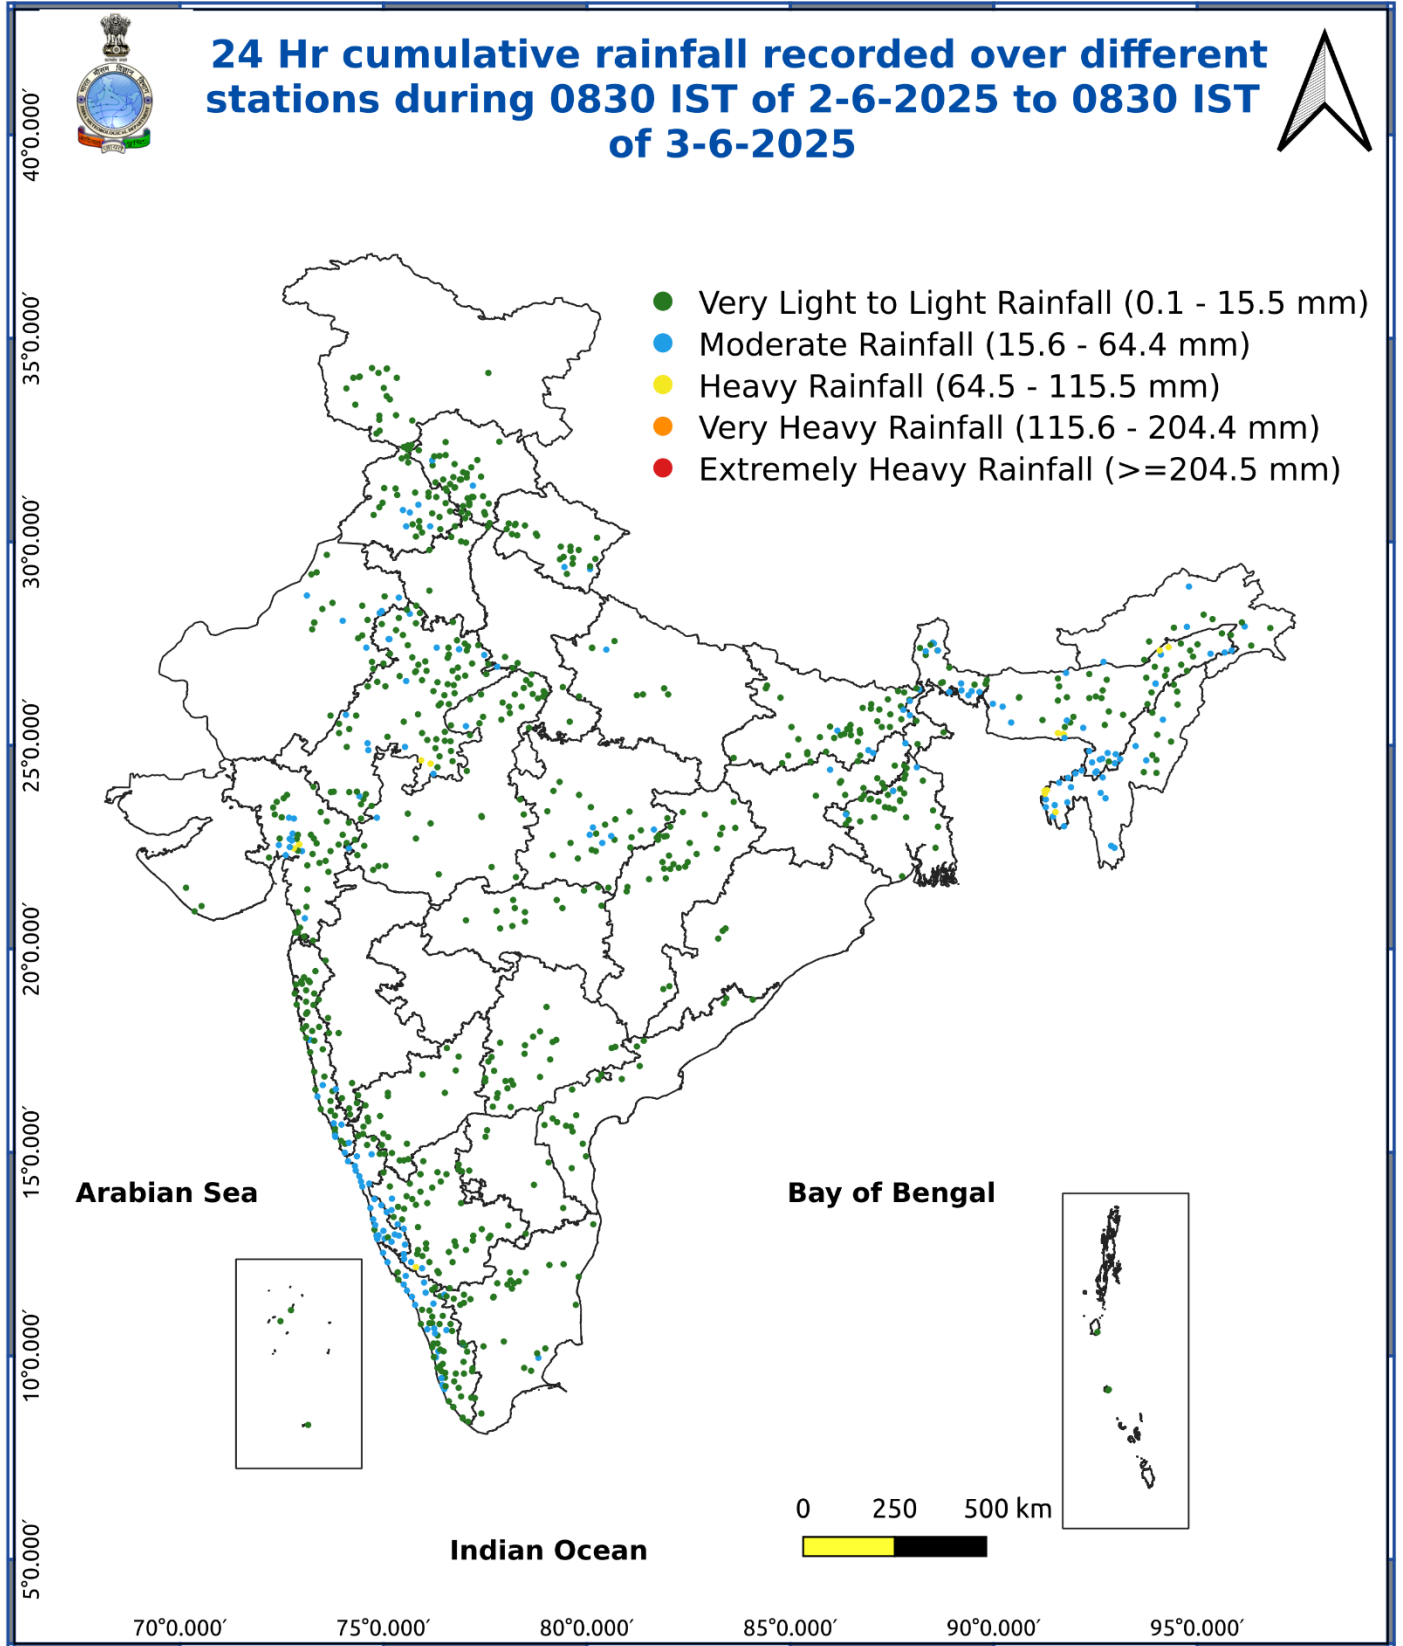 24 Hr cumulative rainfall recorded over different
stations during 0830 IST of 2-6-2025 to 0830 IST
of 3-6-2025
Very Light to Light Rainfall (0.1 - 15.5 mm)
Moderate Rainfall (15.6 - 64.4 mm)
Heavy Rainfall (64.5 - 115.5 mm)
Very Heavy Rainfall (115.6 - 204.4 mm)
Extremely Heavy Rainfall (>=204.5 mm)
40°0.000′
35°0.000′
30°0.000′
25°0.000′
20°0.000′
15°0.000′
10°0.000′
5°0.000′
Arabian Sea
Bay of Bengal
Indian Ocean
0 250 500 km
70°0.000′ 75°0.000′ 80°0.000′ 85°0.000′ 90°0.000′ 95°0.000′